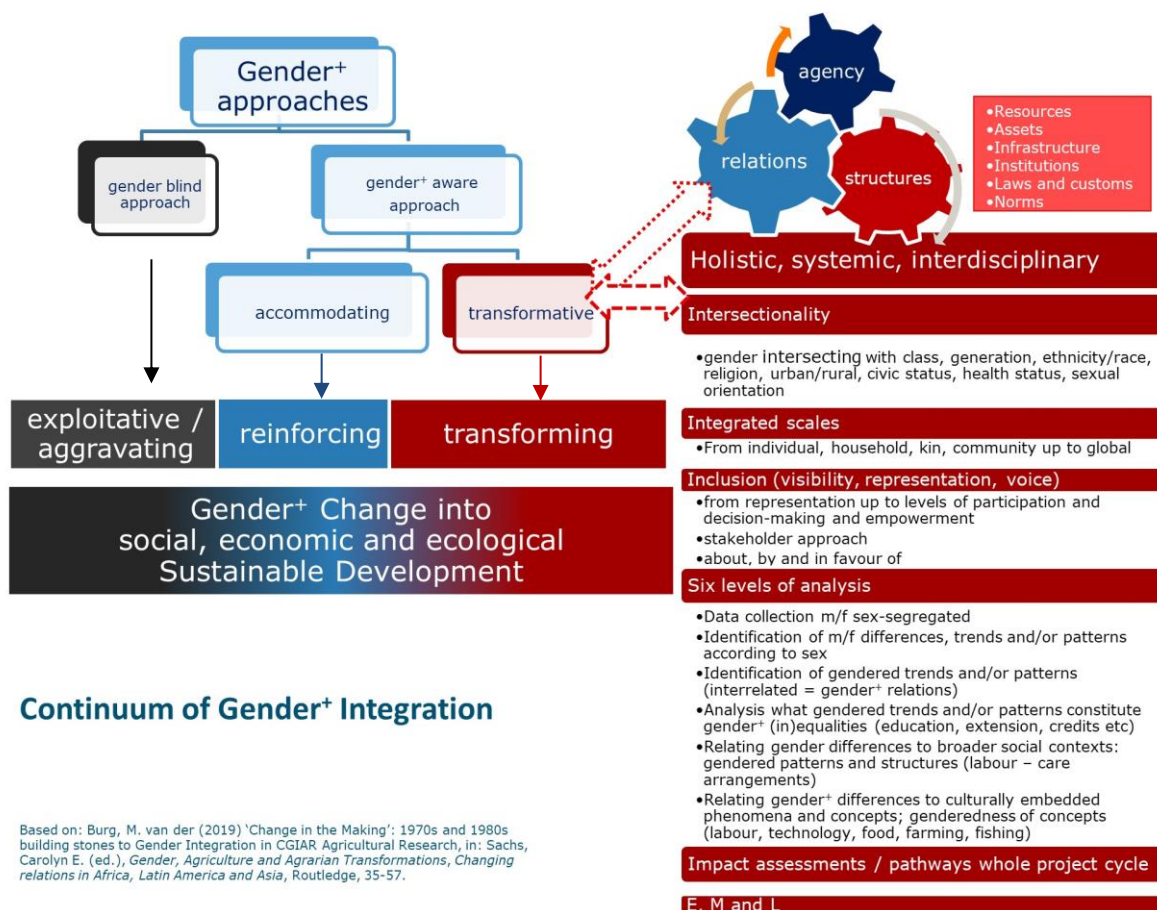 Gender⁺
approaches
gender blind
approach
gender⁺ aware
approach
accommodating
transformative
exploitative /
aggravating
reinforcing
transforming
Gender⁺ Change into
social, economic and ecological
Sustainable Development
Continuum of Gender⁺ Integration
Based on: Burg, M. van der (2019) ‘Change in the Making’: 1970s and 1980s
building stones to Gender Integration in CGIAR Agricultural Research, in: Sachs,
Carolyn E. (ed.), Gender, Agriculture and Agrarian Transformations, Changing
relations in Africa, Latin America and Asia, Routledge, 35-57.
agency
relations
structures
•Resources
•Assets
•Infrastructure
•Institutions
•Laws and customs
•Norms
Holistic, systemic, interdisciplinary
Intersectionality
•gender intersecting with class, generation, ethnicity/race,
religion, urban/rural, civic status, health status, sexual
orientation
Integrated scales
•From individual, household, kin, community up to global
Inclusion (visibility, representation, voice)
•from representation up to levels of participation and
decision-making and empowerment
•stakeholder approach
•about, by and in favour of
Six levels of analysis
•Data collection m/f sex-segregated
•Identification of m/f differences, trends and/or patterns
according to sex
•Identification of gendered trends and/or patterns
(interrelated = gender⁺ relations)
•Analysis what gendered trends and/or patterns constitute
gender⁺ (in)equalities (education, extension, credits etc)
•Relating gender differences to broader social contexts:
gendered patterns and structures (labour – care
arrangements)
•Relating gender⁺ differences to culturally embedded
phenomena and concepts; genderedness of concepts
(labour, technology, food, farming, fishing)
Impact assessments / pathways whole project cycle
E, M and L